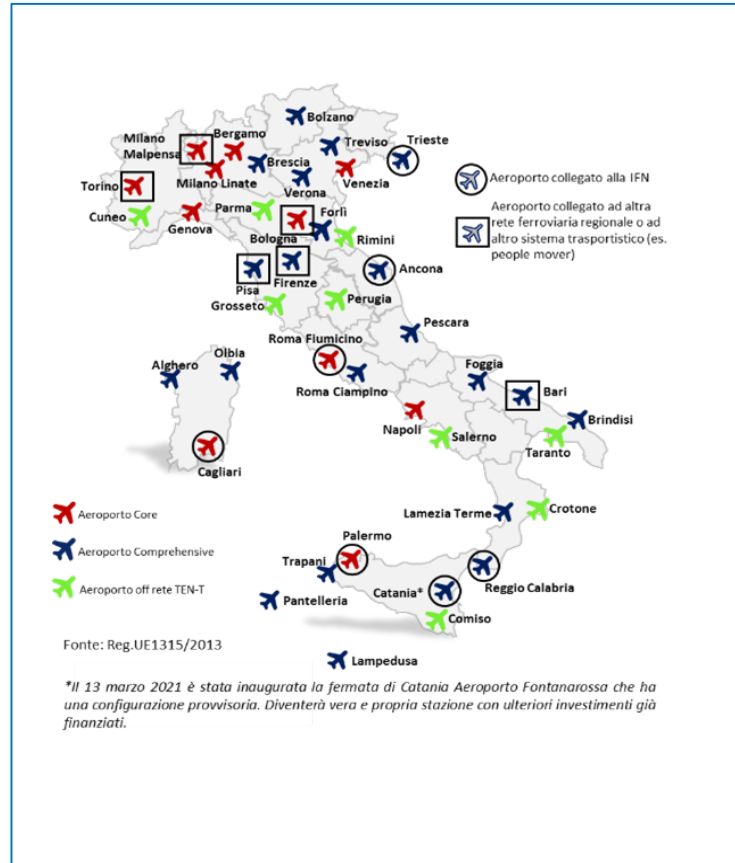 Bolzano
Bergamo
Milano
Malpensa
Treviso
Trieste
Brescia
Torino
Milano Linate
Verona
Venezia
Aeroporto collegato alla IFN
Cuneo
Parma
Forlì
Genova
Bologna
Rimini
Aeroporto collegato ad altra
rete ferroviaria regionale o ad
altro sistema trasportistico (es.
people mover)
Pisa
Firenze
Ancona
Grosseto
Perugia
Pescara
Roma Fiumicino
Olbia
Alghero
Roma Ciampino
Foggia
Bari
Napoli
Salerno
Brindisi
Taranto
Cagliari
Aeroporto Core
Lamezia Terme
Crotone
Palermo
Aeroporto Comprehensive
Trapani
Reggio Calabria
Aeroporto off rete TEN-T
Pantelleria
Catania*
Comiso
Fonte: Reg.UE1315/2013
Lampedusa
*Il 13 marzo 2021 è stata inaugurata la fermata di Catania Aeroporto Fontanarossa che ha
una configurazione provvisoria. Diventerà vera e propria stazione con ulteriori investimenti già
finanziati.